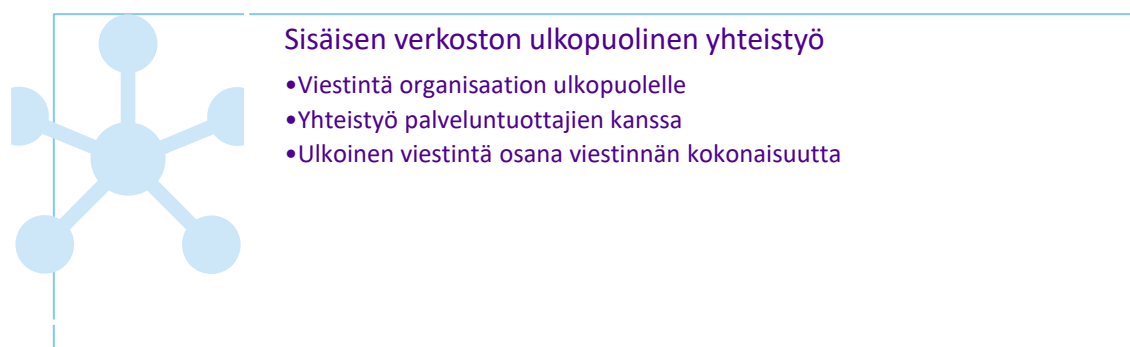 Sisäisen verkoston ulkopuolinen yhteistyö
•Viestintä organisaation ulkopuolelle
•Yhteistyö palveluntuottajien kanssa
•Ulkoinen viestintä osana viestinnän kokonaisuutta